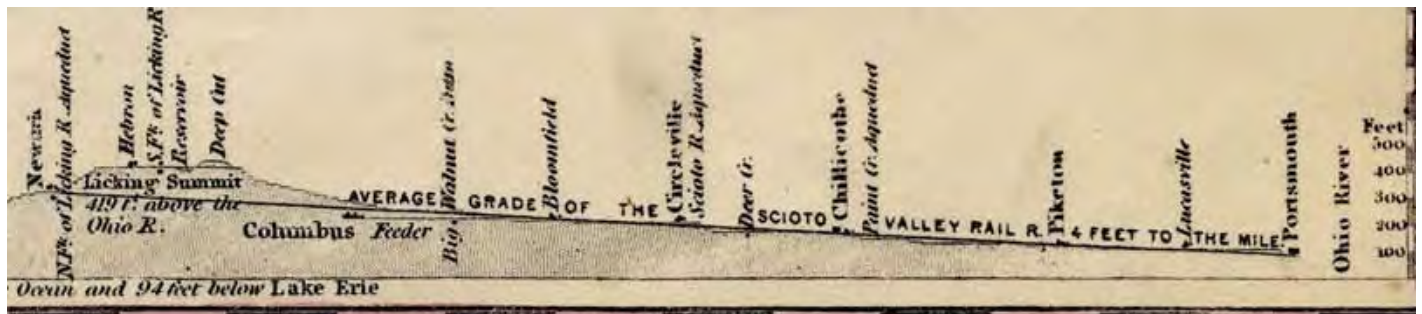 Newark
N. Fk. of Licking R. Aqueduct
Hebron
S. Fk. of Licking R.
Reservoir
Deep Cut
Licking Summit
419 f. above the
Ohio R.
Columbus Feeder
Big Walnut Cr. Dam
Bloomfield
Circleville
Scioto R. Aqueduct
Deer Cr.
Chillicothe
Paint Cr. Aqueduct
Piketon
Lucasville
Portsmouth
Ohio River
AVERAGE GRADE OF THE SCIOTO VALLEY RAIL R. 4 FEET TO THE MILE
Feet
500
400
300
200
100
Ocean and 94 feet below Lake Erie